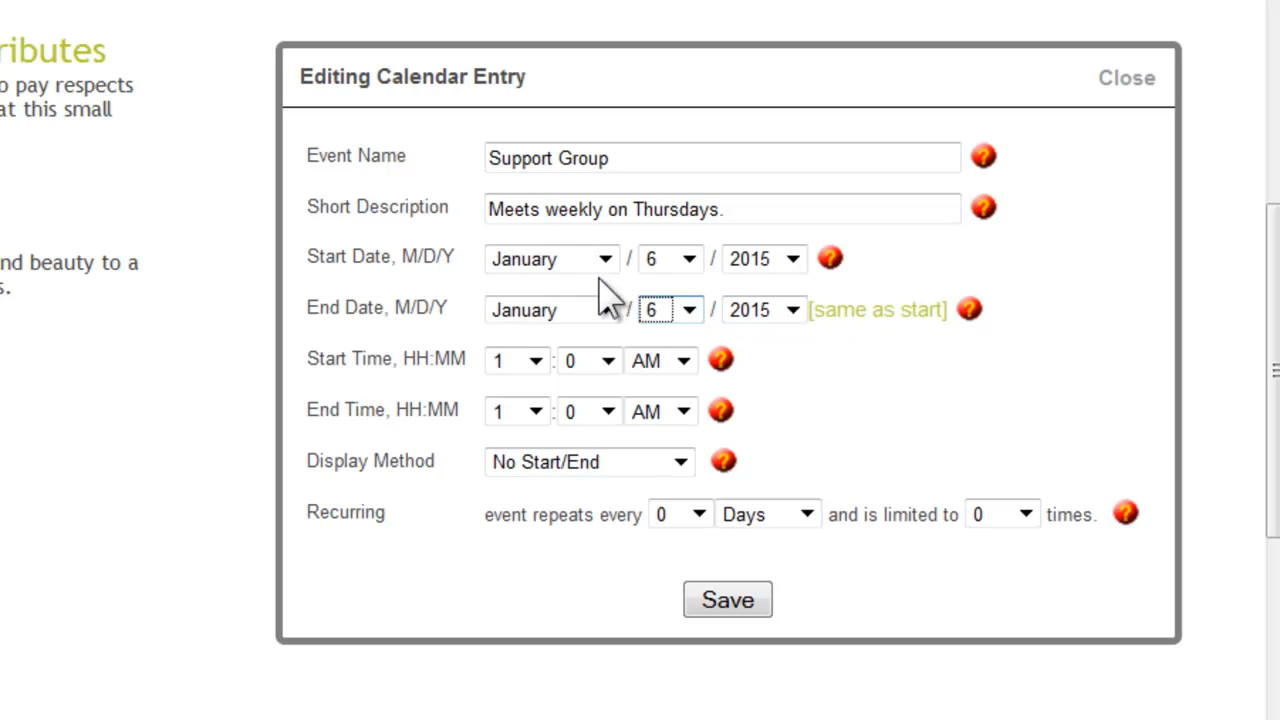 ributes
o pay respects
at this small
nd beauty to a
s.
Editing Calendar Entry Close
Event Name Support Group ?
Short Description Meets weekly on Thursdays. ?
Start Date, M/D/Y January / 6 / 2015 ?
End Date, M/D/Y January / 6 / 2015 [same as start] ?
Start Time, HH:MM 1 : 0 AM ?
End Time, HH:MM 1 : 0 AM ?
Display Method No Start/End ?
Recurring event repeats every 0 Days and is limited to 0 times. ?
Save